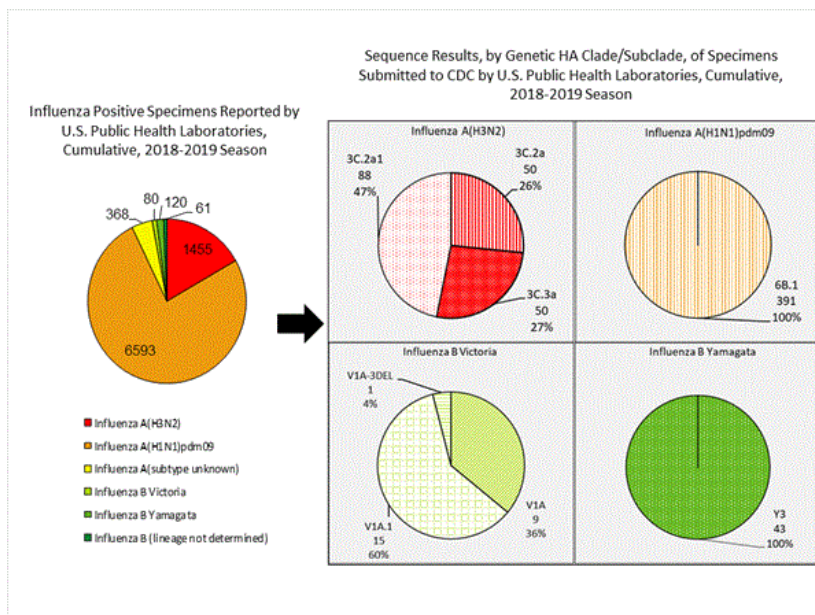 Sequence Results, by Genetic HA Clade/Subclade, of Specimens
Submitted to CDC by U.S. Public Health Laboratories, Cumulative,
2018-2019 Season
Influenza Positive Specimens Reported by
U.S. Public Health Laboratories,
Cumulative, 2018-2019 Season
368
80
120
61
1455
6593
Influenza A(H3N2)
Influenza A(H1N1)pdm09
Influenza A(subtype unknown)
Influenza B Victoria
Influenza B Yamagata
Influenza B (lineage not determined)
Influenza A(H3N2)
3C.2a1
88
47%
3C.2a
50
26%
3C.3a
50
27%
Influenza A(H1N1)pdm09
6B.1
391
100%
Influenza B Victoria
V1A-3DEL
1
4%
V1A.1
15
60%
V1A
9
36%
Influenza B Yamagata
Y3
43
100%